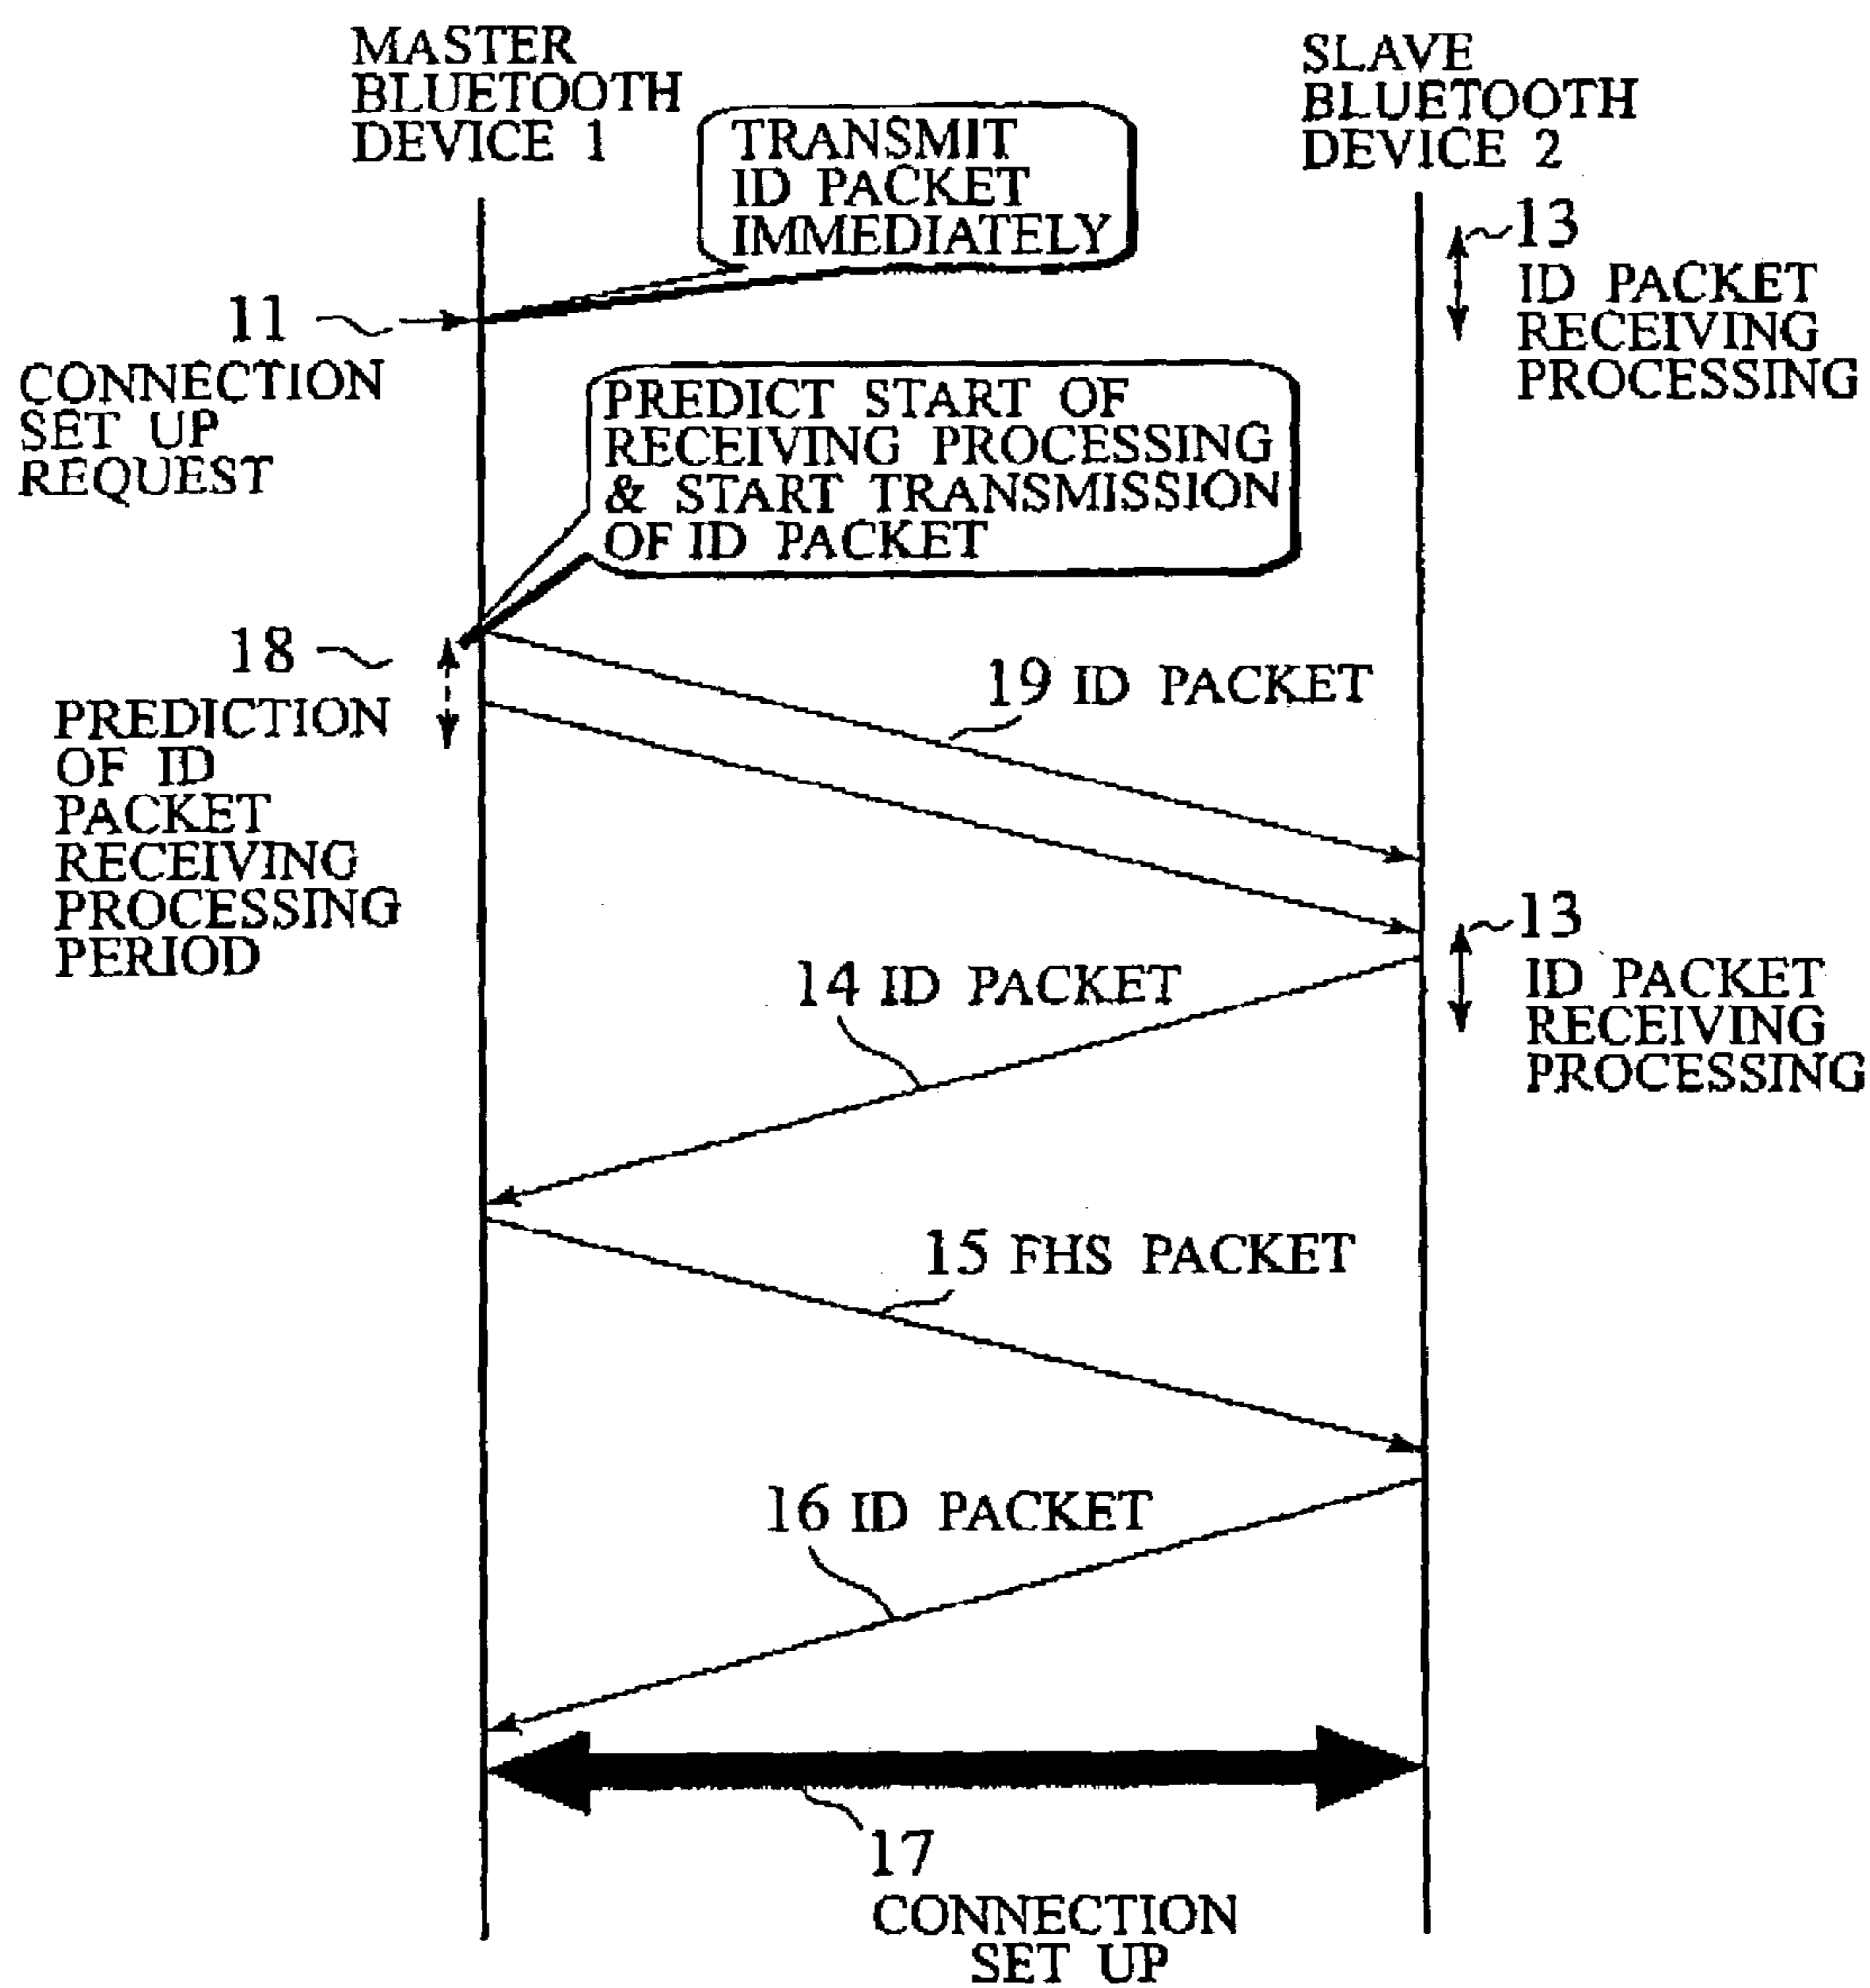 MASTER
BLUETOOTH
DEVICE 1
SLAVE
BLUETOOTH
DEVICE 2
TRANSMIT
ID PACKET
IMMEDIATELY
13
ID PACKET
RECEIVING
PROCESSING
11
CONNECTION
SET UP
REQUEST
PREDICT START OF
RECEIVING PROCESSING
& START TRANSMISSION
OF ID PACKET
18
PREDICTION
OF ID
PACKET
RECEIVING
PROCESSING
PERIOD
19 ID PACKET
13
ID PACKET
RECEIVING
PROCESSING
14 ID PACKET
15 FHS PACKET
16 ID PACKET
17
CONNECTION
SET UP